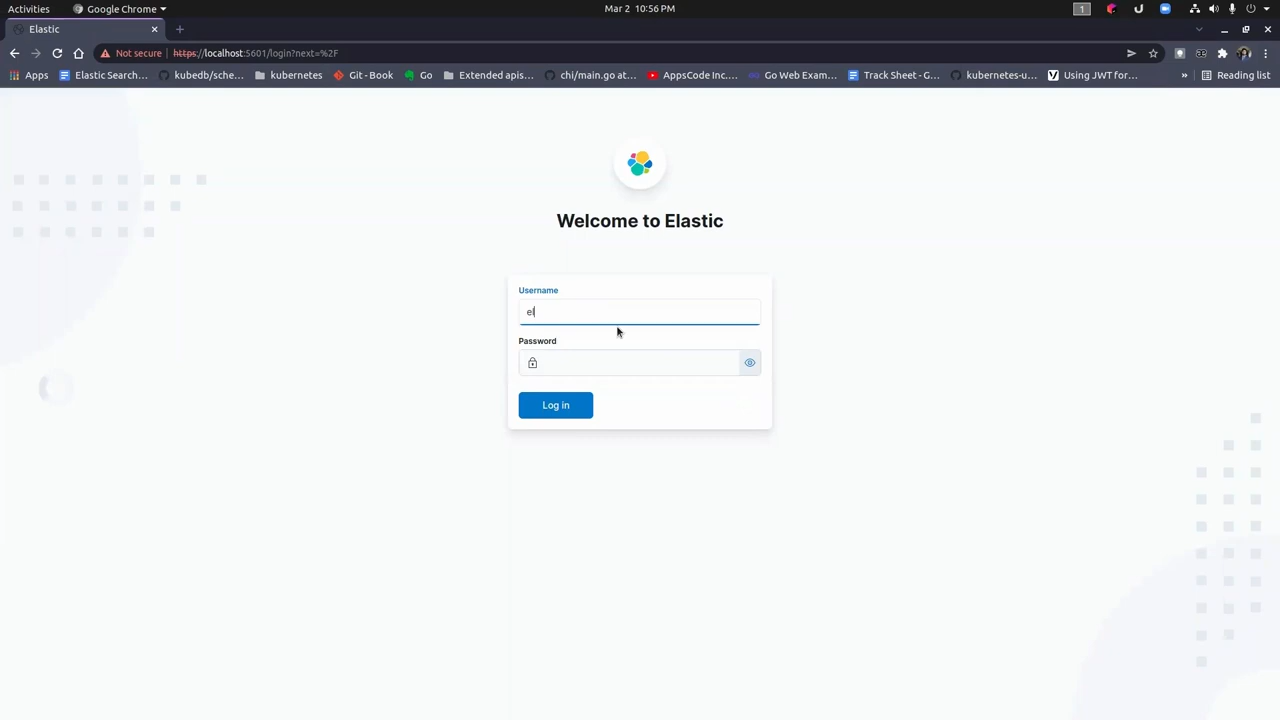 Activities Google Chrome Mar 2 10:56 PM 1
Elastic
Not secure https://localhost:5601/login?next=%2F
Apps Elastic Search... kubedb/sche... kubernetes Git - Book Go Extended apis... chi/main.go at... AppsCode Inc.... Go Web Exam... Track Sheet - G... kubernetes-u... Using JWT for... » Reading list
Welcome to Elastic
Username
el
Password
Log in